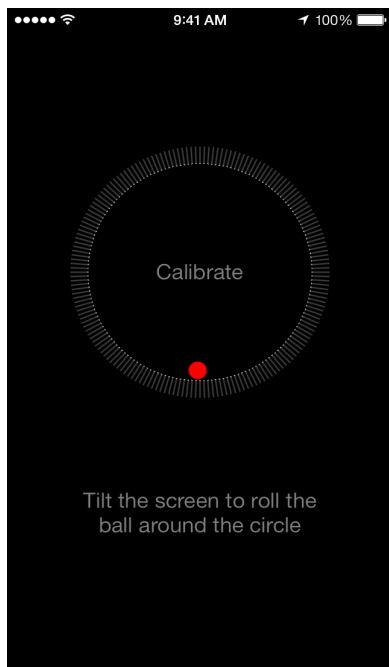 9:41 AM 100%
Calibrate
Tilt the screen to roll the
ball around the circle